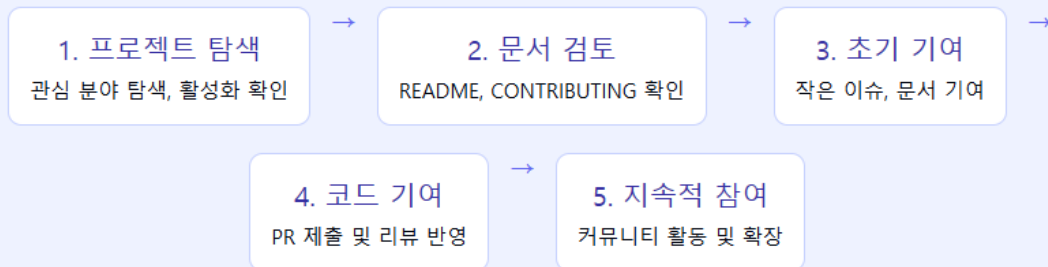 1. 프로젝트 탐색
관심 분야 탐색, 활성화 확인
→
2. 문서 검토
README, CONTRIBUTING 확인
→
3. 초기 기여
작은 이슈, 문서 기여
→
4. 코드 기여
PR 제출 및 리뷰 반영
→
5. 지속적 참여
커뮤니티 활동 및 확장